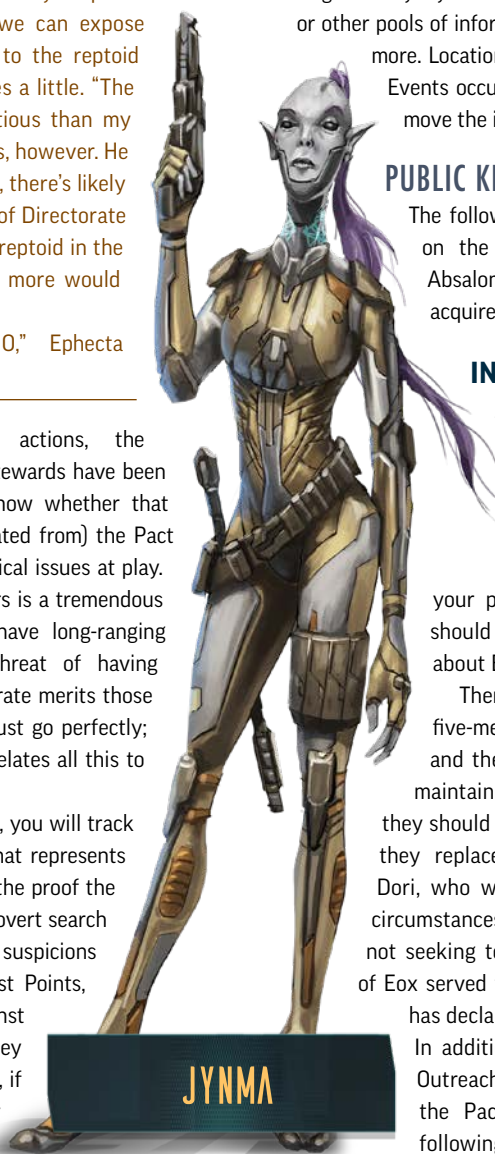 we can expose
to the reptoid
es a little. “The
tious than my
s, however. He
, there’s likely
of Directorate
reptoid in the
more would
O,” Ephecta
actions, the
ewards have been
now whether that
ated from) the Pact
ical issues at play.
rs is a tremendous
have long-ranging
hreat of having
rate merits those
ust go perfectly;
elates all this to
, you will track
hat represents
the proof the
overt search
suspicions
st Points,
nst
ey
, if
JYNMA
or other pools of infor
more. Location
Events occu
move the i
PUBLIC K
The follow
on the
Absalor
acquire
IN
your p
should
about E
Ther
five-me
and the
maintain
they should
they replace
Dori, who w
circumstances
not seeking to
of Eox served
has decla
In additi
Outreach
the Pac
following